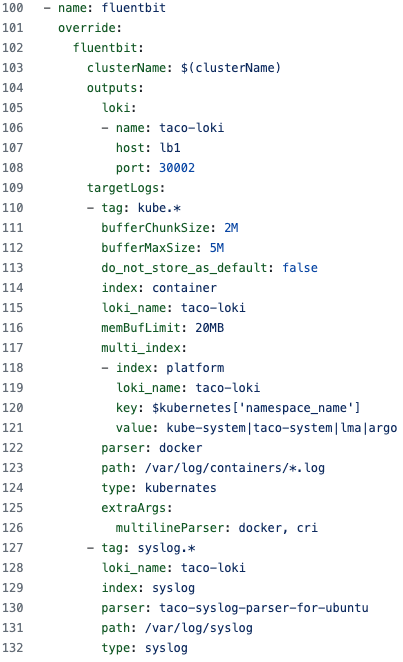 100 - name: fluentbit
101 override:
102 fluentbit:
103 clusterName: $(clusterName)
104 outputs:
105 loki:
106 - name: taco-loki
107 host: lb1
108 port: 30002
109 targetLogs:
110 - tag: kube.*
111 bufferChunkSize: 2M
112 bufferMaxSize: 5M
113 do_not_store_as_default: false
114 index: container
115 loki_name: taco-loki
116 memBufLimit: 20MB
117 multi_index:
118 - index: platform
119 loki_name: taco-loki
120 key: $kubernetes['namespace_name']
121 value: kube-system|taco-system|lma|argo
122 parser: docker
123 path: /var/log/containers/*.log
124 type: kubernates
125 extraArgs:
126 multilineParser: docker, cri
127 - tag: syslog.*
128 loki_name: taco-loki
129 index: syslog
130 parser: taco-syslog-parser-for-ubuntu
131 path: /var/log/syslog
132 type: syslog